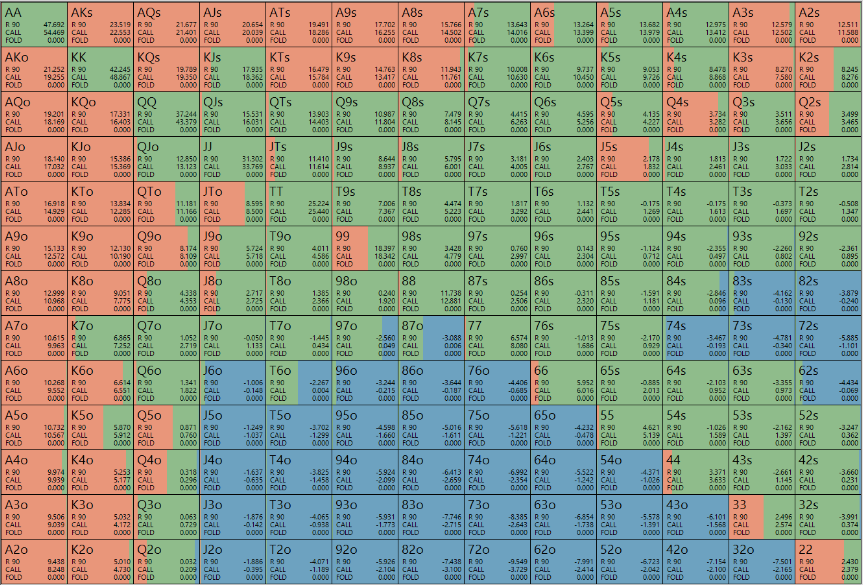 AA AKs AQs AJs ATs A9s A8s A7s A6s A5s A4s A3s A2s
R 90 47.692 R 90 23.519 R 90 21.677 R 90 20.654 R 90 19.491 R 90 17.702 R 90 15.766 R 90 13.643 R 90 13.264 R 90 13.682 R 90 12.975 R 90 12.579 R 90 12.511
CALL 54.469 CALL 22.553 CALL 21.401 CALL 20.039 CALL 18.286 CALL 16.255 CALL 14.502 CALL 14.016 CALL 13.399 CALL 13.979 CALL 13.412 CALL 12.502 CALL 11.588
FOLD 0.000 FOLD 0.000 FOLD 0.000 FOLD 0.000 FOLD 0.000 FOLD 0.000 FOLD 0.000 FOLD 0.000 FOLD 0.000 FOLD 0.000 FOLD 0.000 FOLD 0.000 FOLD 0.000
AKo KK KQs KJs KTs K9s K8s K7s K6s K5s K4s K3s K2s
R 90 21.252 R 90 42.245 R 90 19.789 R 90 17.935 R 90 16.479 R 90 14.763 R 90 11.943 R 90 10.008 R 90 9.737 R 90 9.053 R 90 8.478 R 90 8.270 R 90 8.245
CALL 19.255 CALL 48.867 CALL 19.350 CALL 18.362 CALL 15.784 CALL 13.417 CALL 11.761 CALL 10.630 CALL 10.450 CALL 9.726 CALL 8.868 CALL 7.580 CALL 8.276
FOLD 0.000 FOLD 0.000 FOLD 0.000 FOLD 0.000 FOLD 0.000 FOLD 0.000 FOLD 0.000 FOLD 0.000 FOLD 0.000 FOLD 0.000 FOLD 0.000 FOLD 0.000 FOLD 0.000
AQo KQo QQ QJs QTs Q9s Q8s Q7s Q6s Q5s Q4s Q3s Q2s
R 90 19.201 R 90 17.331 R 90 37.244 R 90 15.531 R 90 13.903 R 90 10.987 R 90 7.479 R 90 4.415 R 90 4.595 R 90 4.135 R 90 3.734 R 90 3.511 R 90 3.499
CALL 18.169 CALL 16.403 CALL 43.379 CALL 16.031 CALL 14.403 CALL 11.804 CALL 8.145 CALL 6.263 CALL 5.256 CALL 4.227 CALL 3.282 CALL 3.656 CALL 3.465
FOLD 0.000 FOLD 0.000 FOLD 0.000 FOLD 0.000 FOLD 0.000 FOLD 0.000 FOLD 0.000 FOLD 0.000 FOLD 0.000 FOLD 0.000 FOLD 0.000 FOLD 0.000 FOLD 0.000
AJo KJo QJo JJ JTs J9s J8s J7s J6s J5s J4s J3s J2s
R 90 18.140 R 90 15.386 R 90 12.850 R 90 31.302 R 90 11.410 R 90 8.644 R 90 5.795 R 90 3.181 R 90 2.403 R 90 2.178 R 90 1.813 R 90 1.722 R 90 1.734
CALL 17.032 CALL 15.369 CALL 13.123 CALL 33.769 CALL 11.614 CALL 8.937 CALL 6.001 CALL 4.005 CALL 2.767 CALL 1.832 CALL 2.461 CALL 3.033 CALL 2.814
FOLD 0.000 FOLD 0.000 FOLD 0.000 FOLD 0.000 FOLD 0.000 FOLD 0.000 FOLD 0.000 FOLD 0.000 FOLD 0.000 FOLD 0.000 FOLD 0.000 FOLD 0.000 FOLD 0.000
ATo KTo QTo JTo TT T9s T8s T7s T6s T5s T4s T3s T2s
R 90 16.918 R 90 13.834 R 90 11.181 R 90 8.595 R 90 25.224 R 90 7.006 R 90 4.474 R 90 1.817 R 90 1.132 R 90 -0.175 R 90 -0.175 R 90 -0.373 R 90 -0.508
CALL 14.929 CALL 12.285 CALL 11.166 CALL 8.500 CALL 25.440 CALL 7.367 CALL 5.223 CALL 3.292 CALL 2.441 CALL 1.269 CALL 1.613 CALL 1.697 CALL 1.347
FOLD 0.000 FOLD 0.000 FOLD 0.000 FOLD 0.000 FOLD 0.000 FOLD 0.000 FOLD 0.000 FOLD 0.000 FOLD 0.000 FOLD 0.000 FOLD 0.000 FOLD 0.000 FOLD 0.000
A9o K9o Q9o J9o T9o 99 98s 97s 96s 95s 94s 93s 92s
R 90 15.133 R 90 12.130 R 90 8.174 R 90 5.724 R 90 4.011 R 90 18.397 R 90 3.428 R 90 0.760 R 90 0.143 R 90 -1.124 R 90 -2.355 R 90 -2.260 R 90 -2.361
CALL 12.572 CALL 10.190 CALL 8.109 CALL 5.718 CALL 4.586 CALL 18.342 CALL 4.779 CALL 2.997 CALL 2.304 CALL 0.712 CALL 0.497 CALL 0.802 CALL 0.895
FOLD 0.000 FOLD 0.000 FOLD 0.000 FOLD 0.000 FOLD 0.000 FOLD 0.000 FOLD 0.000 FOLD 0.000 FOLD 0.000 FOLD 0.000 FOLD 0.000 FOLD 0.000 FOLD 0.000
A8o K8o Q8o J8o T8o 98o 88 87s 86s 85s 84s 83s 82s
R 90 12.999 R 90 9.051 R 90 4.338 R 90 2.717 R 90 1.385 R 90 0.240 R 90 11.738 R 90 0.254 R 90 -0.311 R 90 -1.591 R 90 -2.846 R 90 -4.162 R 90 -3.879
CALL 10.968 CALL 7.775 CALL 4.353 CALL 2.725 CALL 2.366 CALL 1.920 CALL 12.881 CALL 2.506 CALL 2.320 CALL 1.181 CALL 0.096 CALL -0.130 CALL -0.240
FOLD 0.000 FOLD 0.000 FOLD 0.000 FOLD 0.000 FOLD 0.000 FOLD 0.000 FOLD 0.000 FOLD 0.000 FOLD 0.000 FOLD 0.000 FOLD 0.000 FOLD 0.000 FOLD 0.000
A7o K7o Q7o J7o T7o 97o 87o 77 76s 75s 74s 73s 72s
R 90 10.615 R 90 6.865 R 90 1.052 R 90 -0.050 R 90 -1.445 R 90 -2.560 R 90 -3.088 R 90 6.574 R 90 -1.013 R 90 -2.170 R 90 -3.467 R 90 -4.781 R 90 -5.885
CALL 9.963 CALL 7.252 CALL 2.719 CALL 1.133 CALL 0.434 CALL 0.049 CALL 0.006 CALL 8.080 CALL 1.686 CALL 0.929 CALL -0.193 CALL -0.340 CALL -1.101
FOLD 0.000 FOLD 0.000 FOLD 0.000 FOLD 0.000 FOLD 0.000 FOLD 0.000 FOLD 0.000 FOLD 0.000 FOLD 0.000 FOLD 0.000 FOLD 0.000 FOLD 0.000 FOLD 0.000
A6o K6o Q6o J6o T6o 96o 86o 76o 66 65s 64s 63s 62s
R 90 10.268 R 90 6.614 R 90 1.341 R 90 -1.006 R 90 -2.267 R 90 -3.244 R 90 -3.644 R 90 -4.406 R 90 5.952 R 90 -0.885 R 90 -2.103 R 90 -3.355 R 90 -4.434
CALL 9.552 CALL 6.551 CALL 1.822 CALL -0.148 CALL 0.004 CALL -0.215 CALL -0.187 CALL -0.685 CALL 6.016 CALL 2.013 CALL 0.952 CALL 0.973 CALL -0.069
FOLD 0.000 FOLD 0.000 FOLD 0.000 FOLD 0.000 FOLD 0.000 FOLD 0.000 FOLD 0.000 FOLD 0.000 FOLD 0.000 FOLD 0.000 FOLD 0.000 FOLD 0.000 FOLD 0.000
A5o K5o Q5o J5o T5o 95o 85o 75o 65o 55 54s 53s 52s
R 90 10.732 R 90 5.870 R 90 0.871 R 90 -1.249 R 90 -3.702 R 90 -4.598 R 90 -5.016 R 90 -5.618 R 90 -4.232 R 90 4.621 R 90 -1.026 R 90 -2.162 R 90 -3.247
CALL 10.567 CALL 5.912 CALL 0.760 CALL -1.037 CALL -1.299 CALL -1.660 CALL -1.611 CALL -1.221 CALL -0.478 CALL 5.139 CALL 1.589 CALL 1.397 CALL 0.362
FOLD 0.000 FOLD 0.000 FOLD 0.000 FOLD 0.000 FOLD 0.000 FOLD 0.000 FOLD 0.000 FOLD 0.000 FOLD 0.000 FOLD 0.000 FOLD 0.000 FOLD 0.000 FOLD 0.000
A4o K4o Q4o J4o T4o 94o 84o 74o 64o 54o 44 43s 42s
R 90 9.974 R 90 5.253 R 90 0.318 R 90 -1.637 R 90 -3.825 R 90 -5.924 R 90 -6.413 R 90 -6.992 R 90 -5.522 R 90 -4.371 R 90 3.371 R 90 -2.661 R 90 -3.660
CALL 9.939 CALL 5.177 CALL 0.296 CALL -0.635 CALL -1.458 CALL -2.099 CALL -2.659 CALL -2.354 CALL -1.242 CALL -1.026 CALL 3.633 CALL 1.145 CALL 0.231
FOLD 0.000 FOLD 0.000 FOLD 0.000 FOLD 0.000 FOLD 0.000 FOLD 0.000 FOLD 0.000 FOLD 0.000 FOLD 0.000 FOLD 0.000 FOLD 0.000 FOLD 0.000 FOLD 0.000
A3o K3o Q3o J3o T3o 93o 83o 73o 63o 53o 43o 33 32s
R 90 9.506 R 90 5.032 R 90 0.063 R 90 -1.876 R 90 -4.065 R 90 -5.931 R 90 -7.746 R 90 -8.385 R 90 -6.854 R 90 -5.578 R 90 -6.101 R 90 2.496 R 90 -3.991
CALL 9.039 CALL 4.172 CALL 0.729 CALL -0.142 CALL -0.938 CALL -1.773 CALL -2.715 CALL -2.643 CALL -1.738 CALL -1.391 CALL -1.568 CALL 2.574 CALL 0.374
FOLD 0.000 FOLD 0.000 FOLD 0.000 FOLD 0.000 FOLD 0.000 FOLD 0.000 FOLD 0.000 FOLD 0.000 FOLD 0.000 FOLD 0.000 FOLD 0.000 FOLD 0.000 FOLD 0.000
A2o K2o Q2o J2o T2o 92o 82o 72o 62o 52o 42o 32o 22
R 90 9.438 R 90 5.010 R 90 0.032 R 90 -1.886 R 90 -4.071 R 90 -5.926 R 90 -7.438 R 90 -9.549 R 90 -7.991 R 90 -6.723 R 90 -7.154 R 90 -7.501 R 90 2.430
CALL 8.248 CALL 4.730 CALL 0.209 CALL -0.395 CALL -1.189 CALL -2.104 CALL -3.100 CALL -3.729 CALL -2.414 CALL -2.042 CALL -2.100 CALL -2.165 CALL 2.379
FOLD 0.000 FOLD 0.000 FOLD 0.000 FOLD 0.000 FOLD 0.000 FOLD 0.000 FOLD 0.000 FOLD 0.000 FOLD 0.000 FOLD 0.000 FOLD 0.000 FOLD 0.000 FOLD 0.000